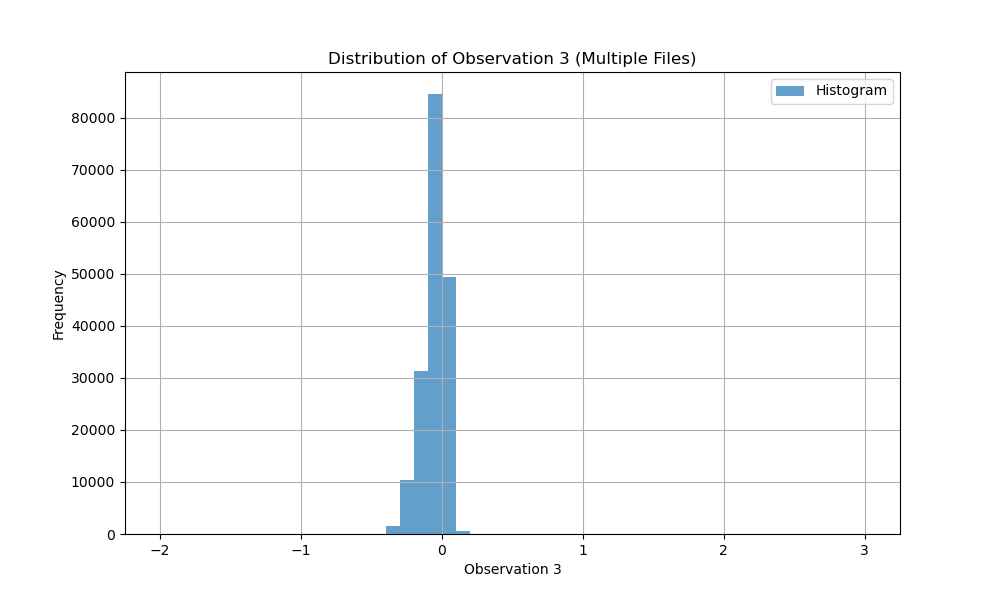 Distribution of Observation 3 (Multiple Files)
Histogram
80000
70000
60000
50000
40000
30000
20000
10000
0
Frequency
−2 −1 0 1 2 3
Observation 3